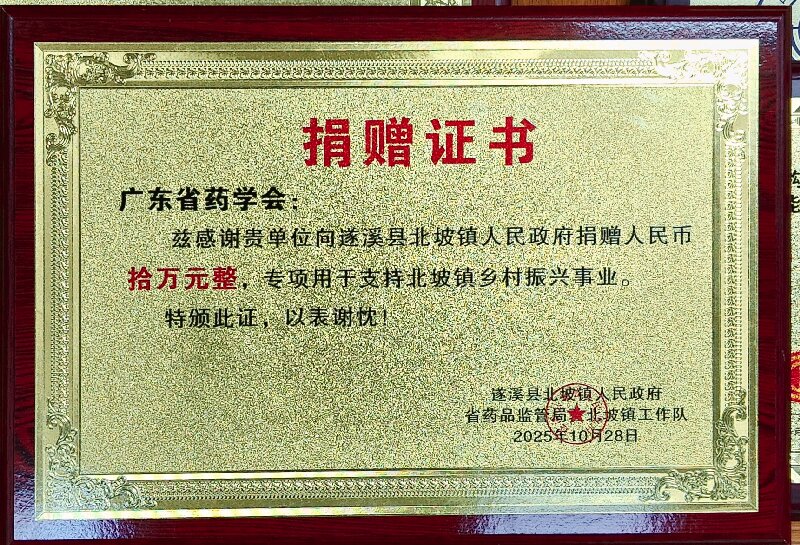 捐赠证书
广东省药学会：
兹感谢贵单位向遂溪县北坡镇人民政府捐赠人民币
拾万元整，专项用于支持北坡镇乡村振兴事业。
特颁此证，以表谢忱！
遂溪县北坡镇人民政府
省药品监管局驻北坡镇工作队
2025年10月28日